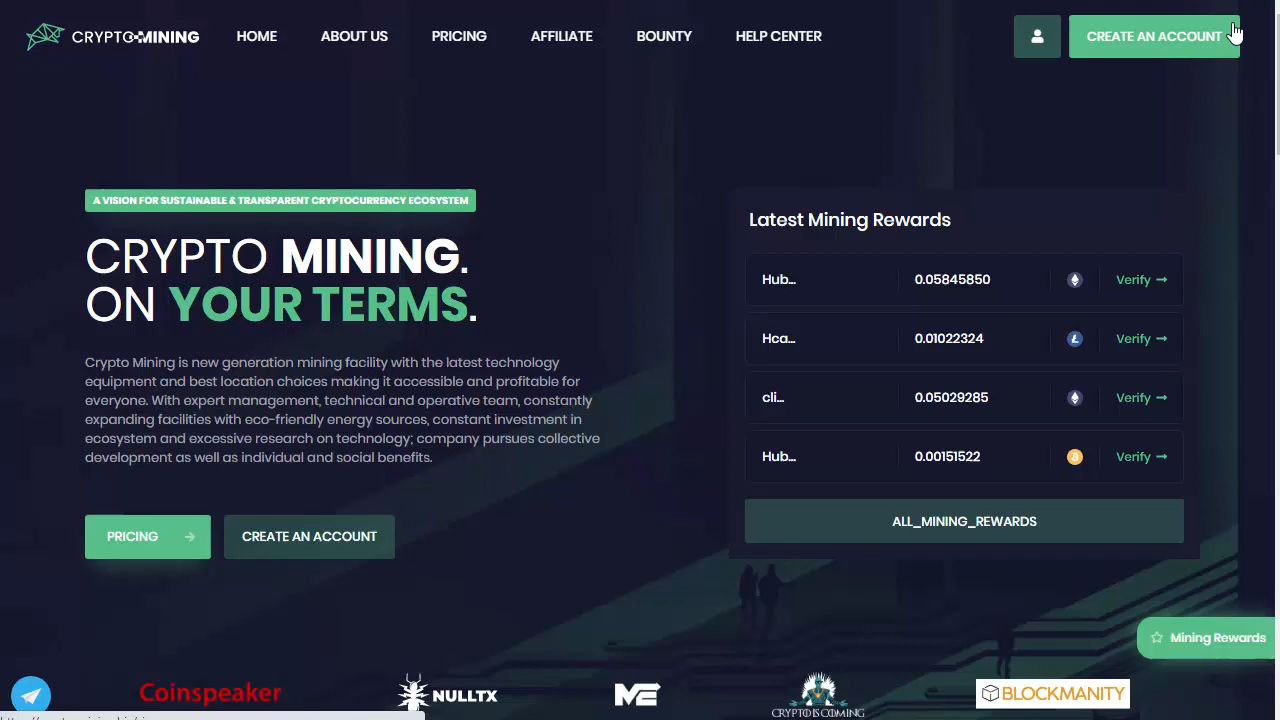 CRYPTO MINING
HOME
ABOUT US
PRICING
AFFILIATE
BOUNTY
HELP CENTER
CREATE AN ACCOUNT
A VISION FOR SUSTAINABLE & TRANSPARENT CRYPTOCURRENCY ECOSYSTEM
CRYPTO MINING.
ON YOUR TERMS.
Crypto Mining is new generation mining facility with the latest technology
equipment and best location choices making it accessible and profitable for
everyone. With expert management, technical and operative team, constantly
expanding facilities with eco-friendly energy sources, constant investment in
ecosystem and excessive research on technology; company pursues collective
development as well as individual and social benefits.
PRICING
CREATE AN ACCOUNT
Latest Mining Rewards
Hub... 0.05845850 Verify
Hca... 0.01022324 Verify
cli... 0.05029285 Verify
Hub... 0.00151522 Verify
ALL_MINING_REWARDS
Mining Rewards
Coinspeaker
NULLTX
ME
CRYPTO IS COMING
BLOCKMANITY